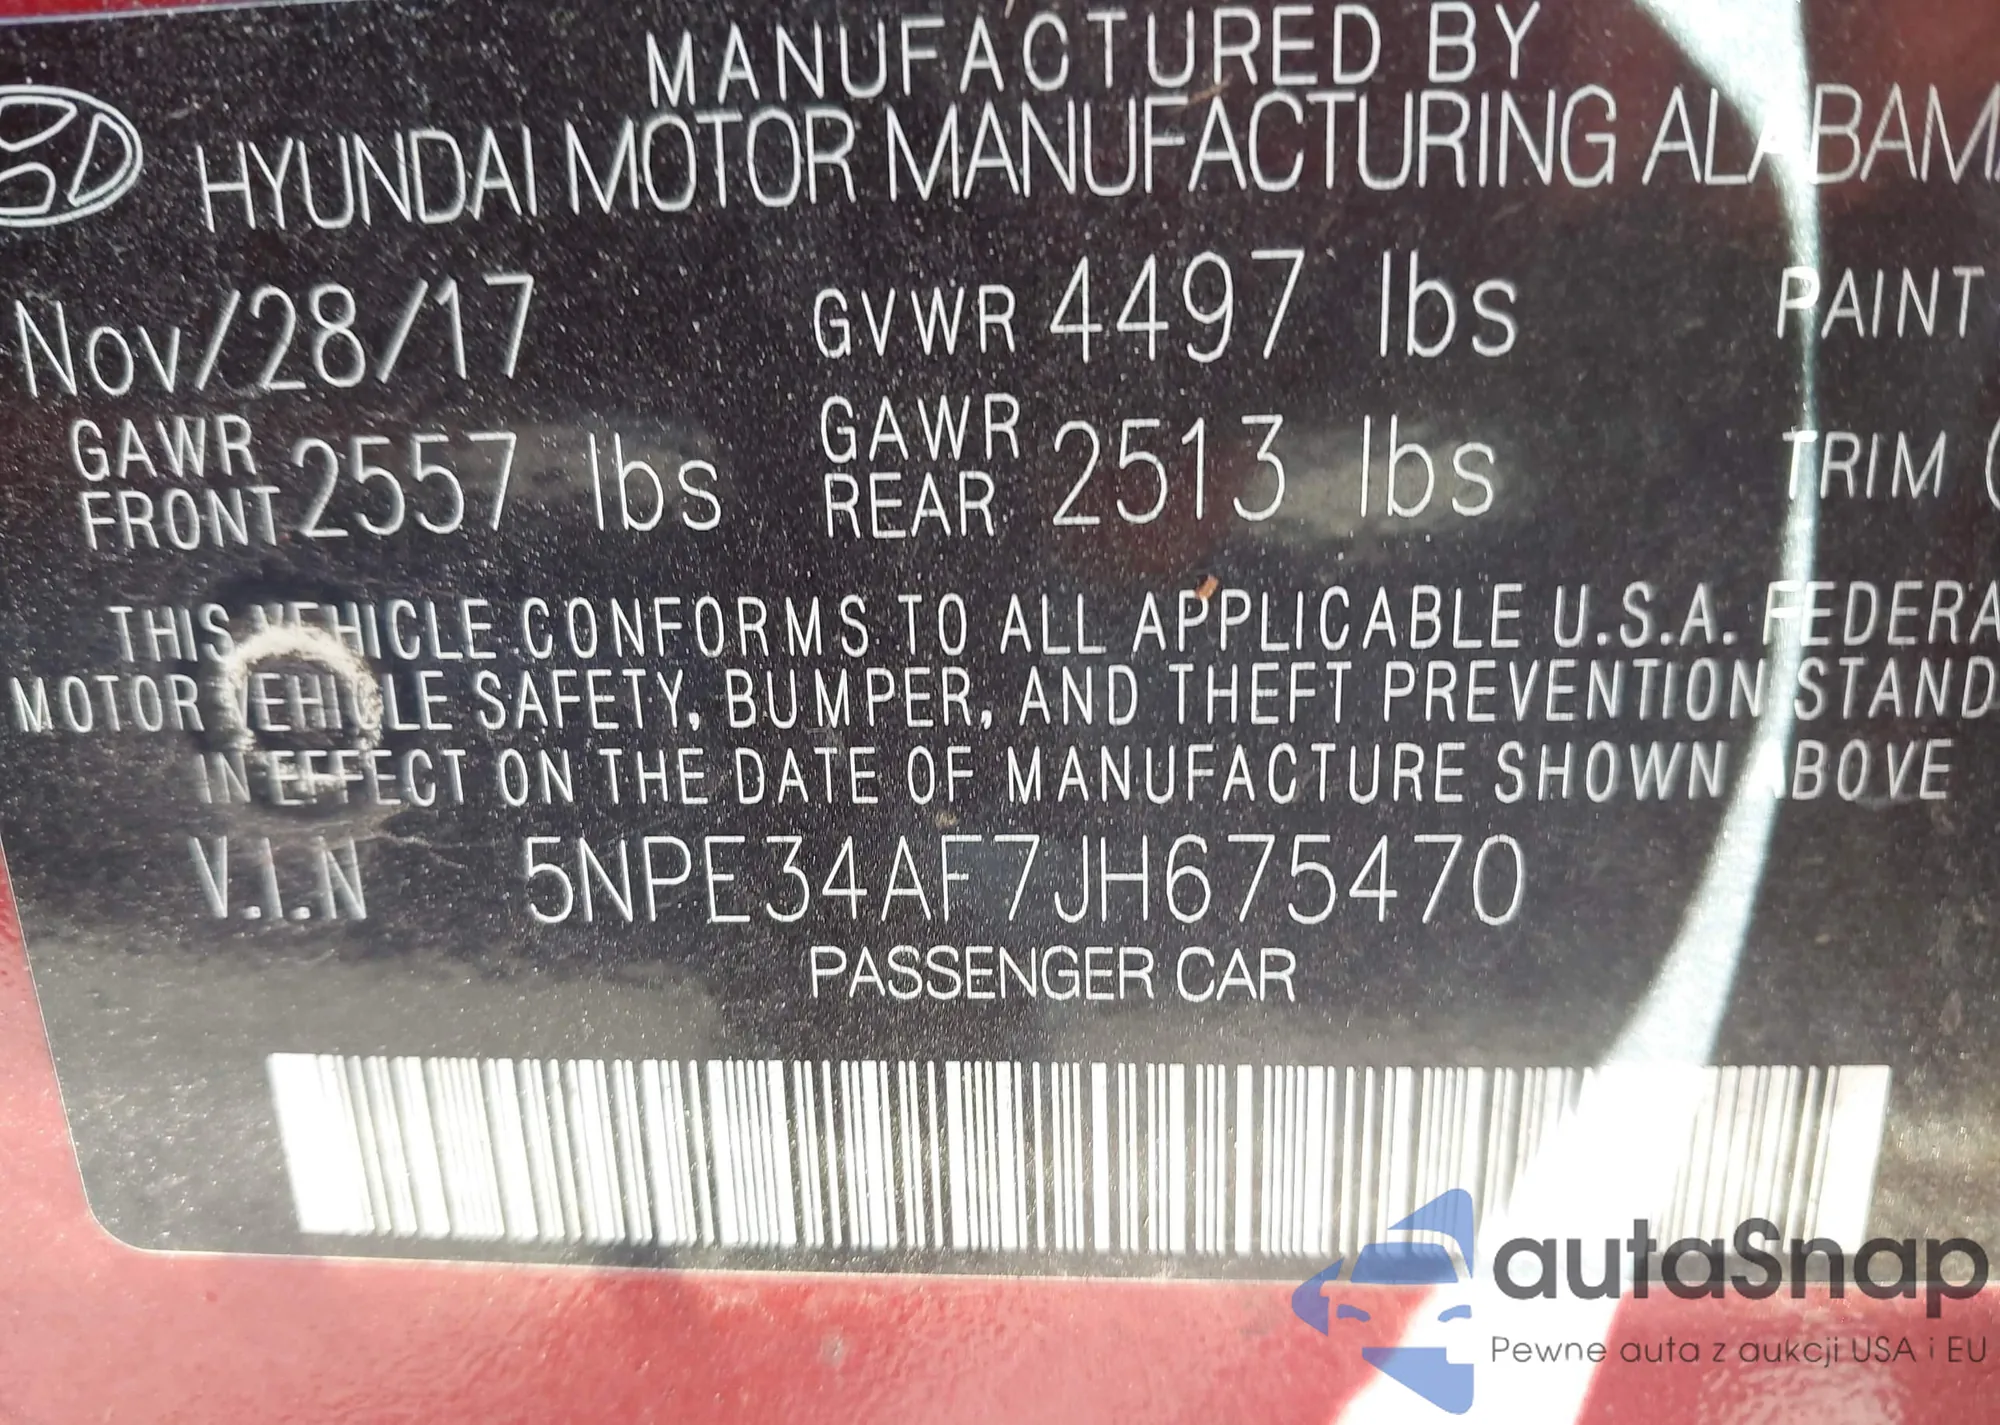 MANUFACTURED BY
HYUNDAI MOTOR MANUFACTURING ALABAMA
Nov/28/17 GVWR 4497 lbs PAINT
GAWR FRONT 2557 lbs GAWR REAR 2513 lbs TRIM
THIS VEHICLE CONFORMS TO ALL APPLICABLE U.S.A. FEDERA
MOTOR VEHICLE SAFETY, BUMPER, AND THEFT PREVENTION STAND
IN EFFECT ON THE DATE OF MANUFACTURE SHOWN ABOVE
V.I.N 5NPE34AF7JH675470
PASSENGER CAR
autaSnap
Pewne auta z aukcji USA i EU